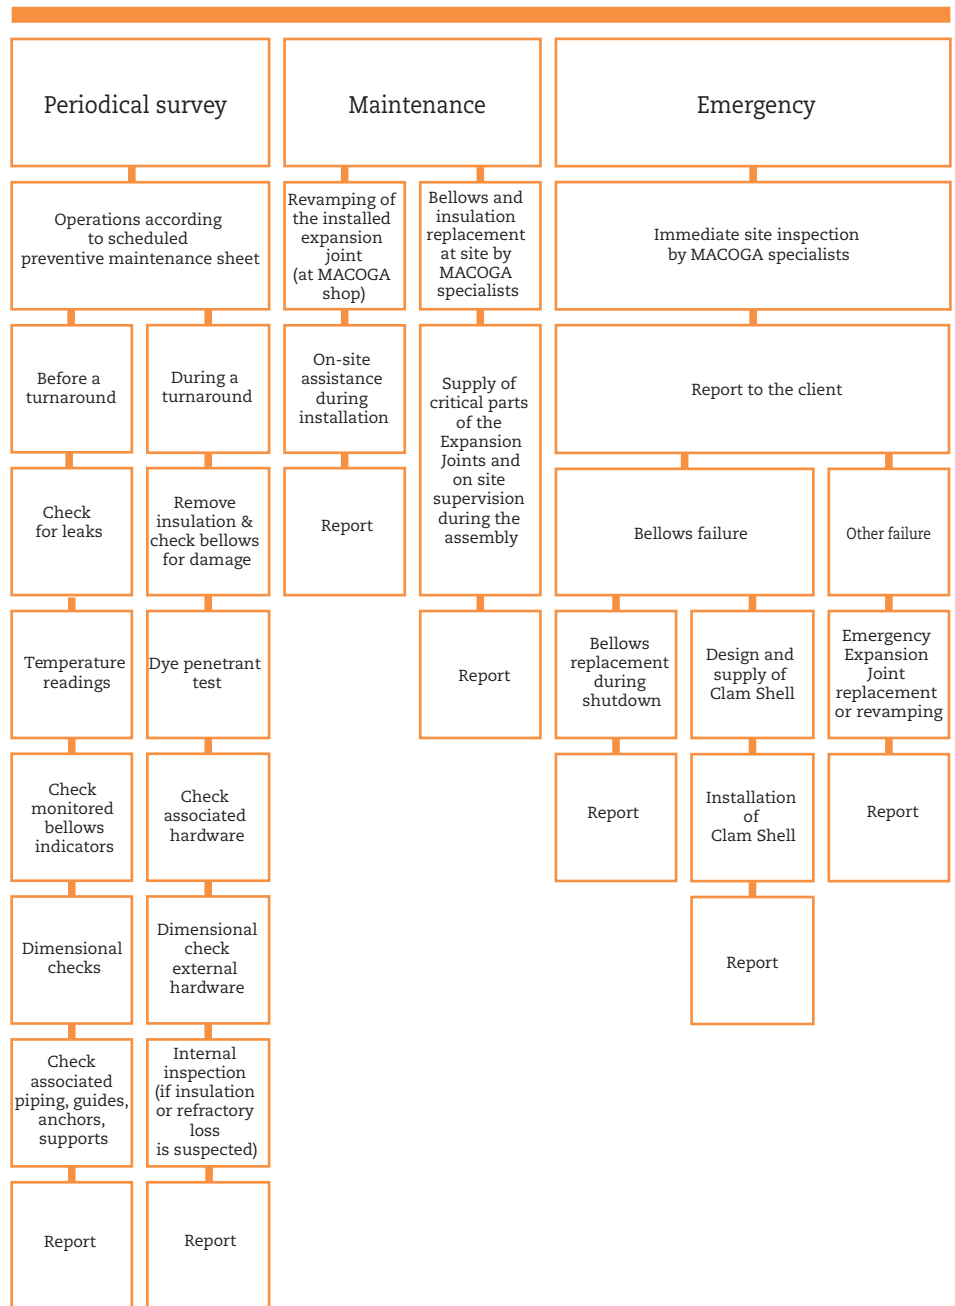 Periodical survey
Maintenance
Emergency
Operations according
to scheduled
preventive maintenance sheet
Revamping of
the installed
expansion
joint
(at MACOGA
shop)
Bellows and
insulation
replacement
at site by
MACOGA
specialists
Immediate site inspection
by MACOGA specialists
Before a
turnaround
During a
turnaround
On-site
assistance
during
installation
Supply of
critical parts
of the
Expansion
Joints and
on site
supervision
during the
assembly
Report to the client
Check
for leaks
Remove
insulation &
check bellows
for damage
Report
Bellows failure
Other failure
Temperature
readings
Dye penetrant
test
Report
Bellows
replacement
during
shutdown
Design and
supply of
Clam Shell
Emergency
Expansion
Joint
replacement
or revamping
Check
monitored
bellows
indicators
Check
associated
hardware
Report
Installation
of
Clam Shell
Report
Dimensional
checks
Dimensional
check
external
hardware
Report
Check
associated
piping, guides,
anchors,
supports
Internal
inspection
(if insulation
or refractory
loss
is suspected)
Report
Report